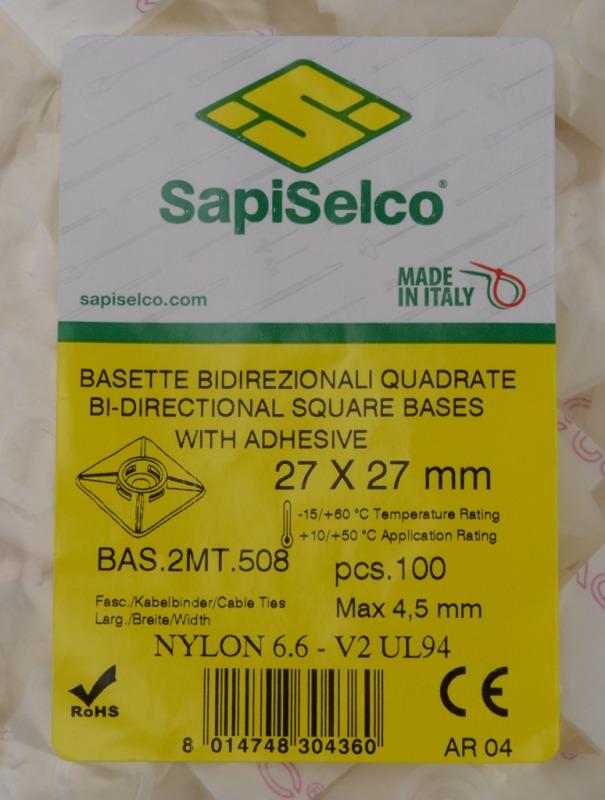 SapiSelco®
sapiselco.com
MADE
IN ITALY
BASETTE BIDIREZIONALI QUADRATE
BI-DIRECTIONAL SQUARE BASES
WITH ADHESIVE
27 X 27 mm
-15/+60 °C Temperature Rating
+10/+50 °C Application Rating
BAS.2MT.508
pcs.100
Fasc./Kabelbinder/Cable Ties
Larg./Breite/Width
Max 4,5 mm
NYLON 6.6 - V2 UL94
RoHS
CE
8 014748 304360
AR 04